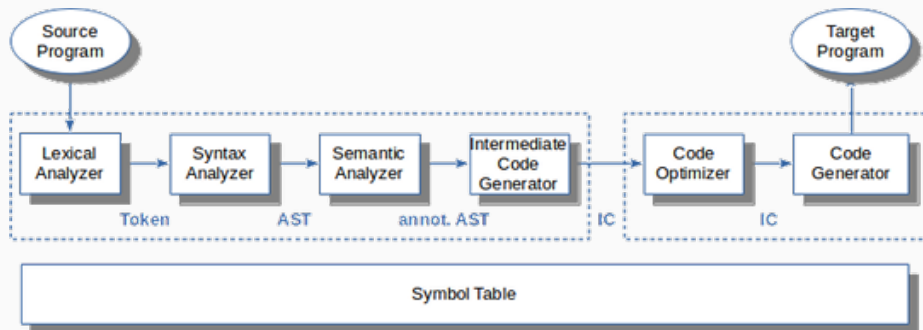 Source
Program
Target
Program
Lexical
Analyzer
Syntax
Analyzer
Semantic
Analyzer
Intermediate
Code
Generator
Code
Optimizer
Code
Generator
Token
AST
annot. AST
IC
IC
Symbol Table